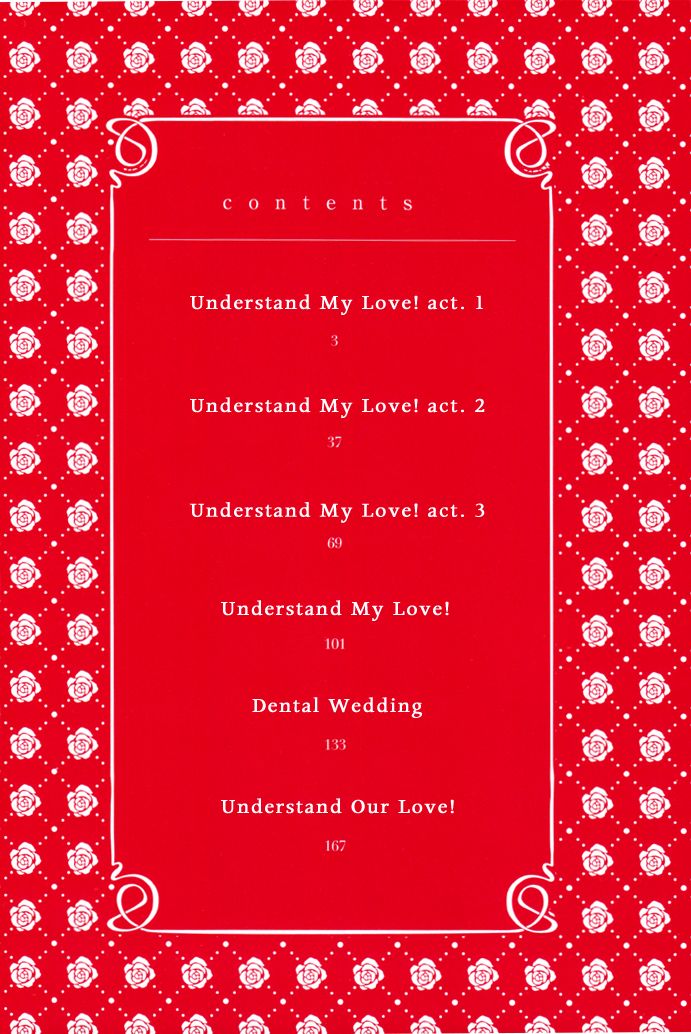 contents
Understand My Love! act. 1
3
Understand My Love! act. 2
37
Understand My Love! act. 3
69
Understand My Love!
101
Dental Wedding
133
Understand Our Love!
167